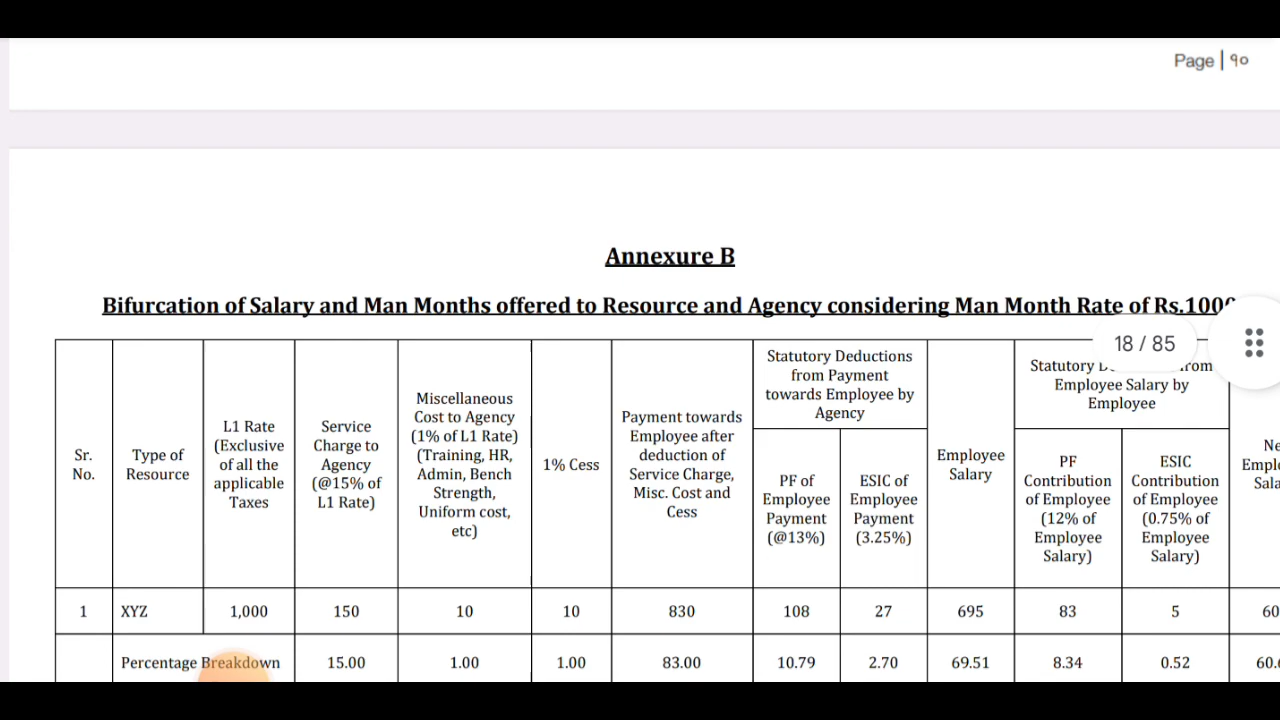 Page | १०
Annexure B
Bifurcation of Salary and Man Months offered to Resource and Agency considering Man Month Rate of
18 / 85
Sr.
No.
Type of
Resource
L1 Rate
(Exclusive
of all the
applicable
Taxes
Service
Charge to
Agency
(@15% of
L1 Rate)
Miscellaneous
Cost to Agency
(1% of L1 Rate)
(Training, HR,
Admin, Bench
Strength,
Uniform cost,
etc)
1% Cess
Payment towards
Employee after
deduction of
Service Charge,
Misc. Cost and
Cess
Statutory Deductions
from Payment
towards Employee by
Agency
PF of
Employee
Payment
(@13%)
ESIC of
Employee
Payment
(3.25%)
Employee
Salary
Statutory
Employee Salary by
Employee
PF
Contribution
of Employee
(12% of
Employee
Salary)
ESIC
Contribution
of Employee
(0.75% of
Employee
Salary)
1 XYZ 1,000 150 10 10 830 108 27 695 83 5
Percentage Breakdown 15.00 1.00 1.00 83.00 10.79 2.70 69.51 8.34 0.52